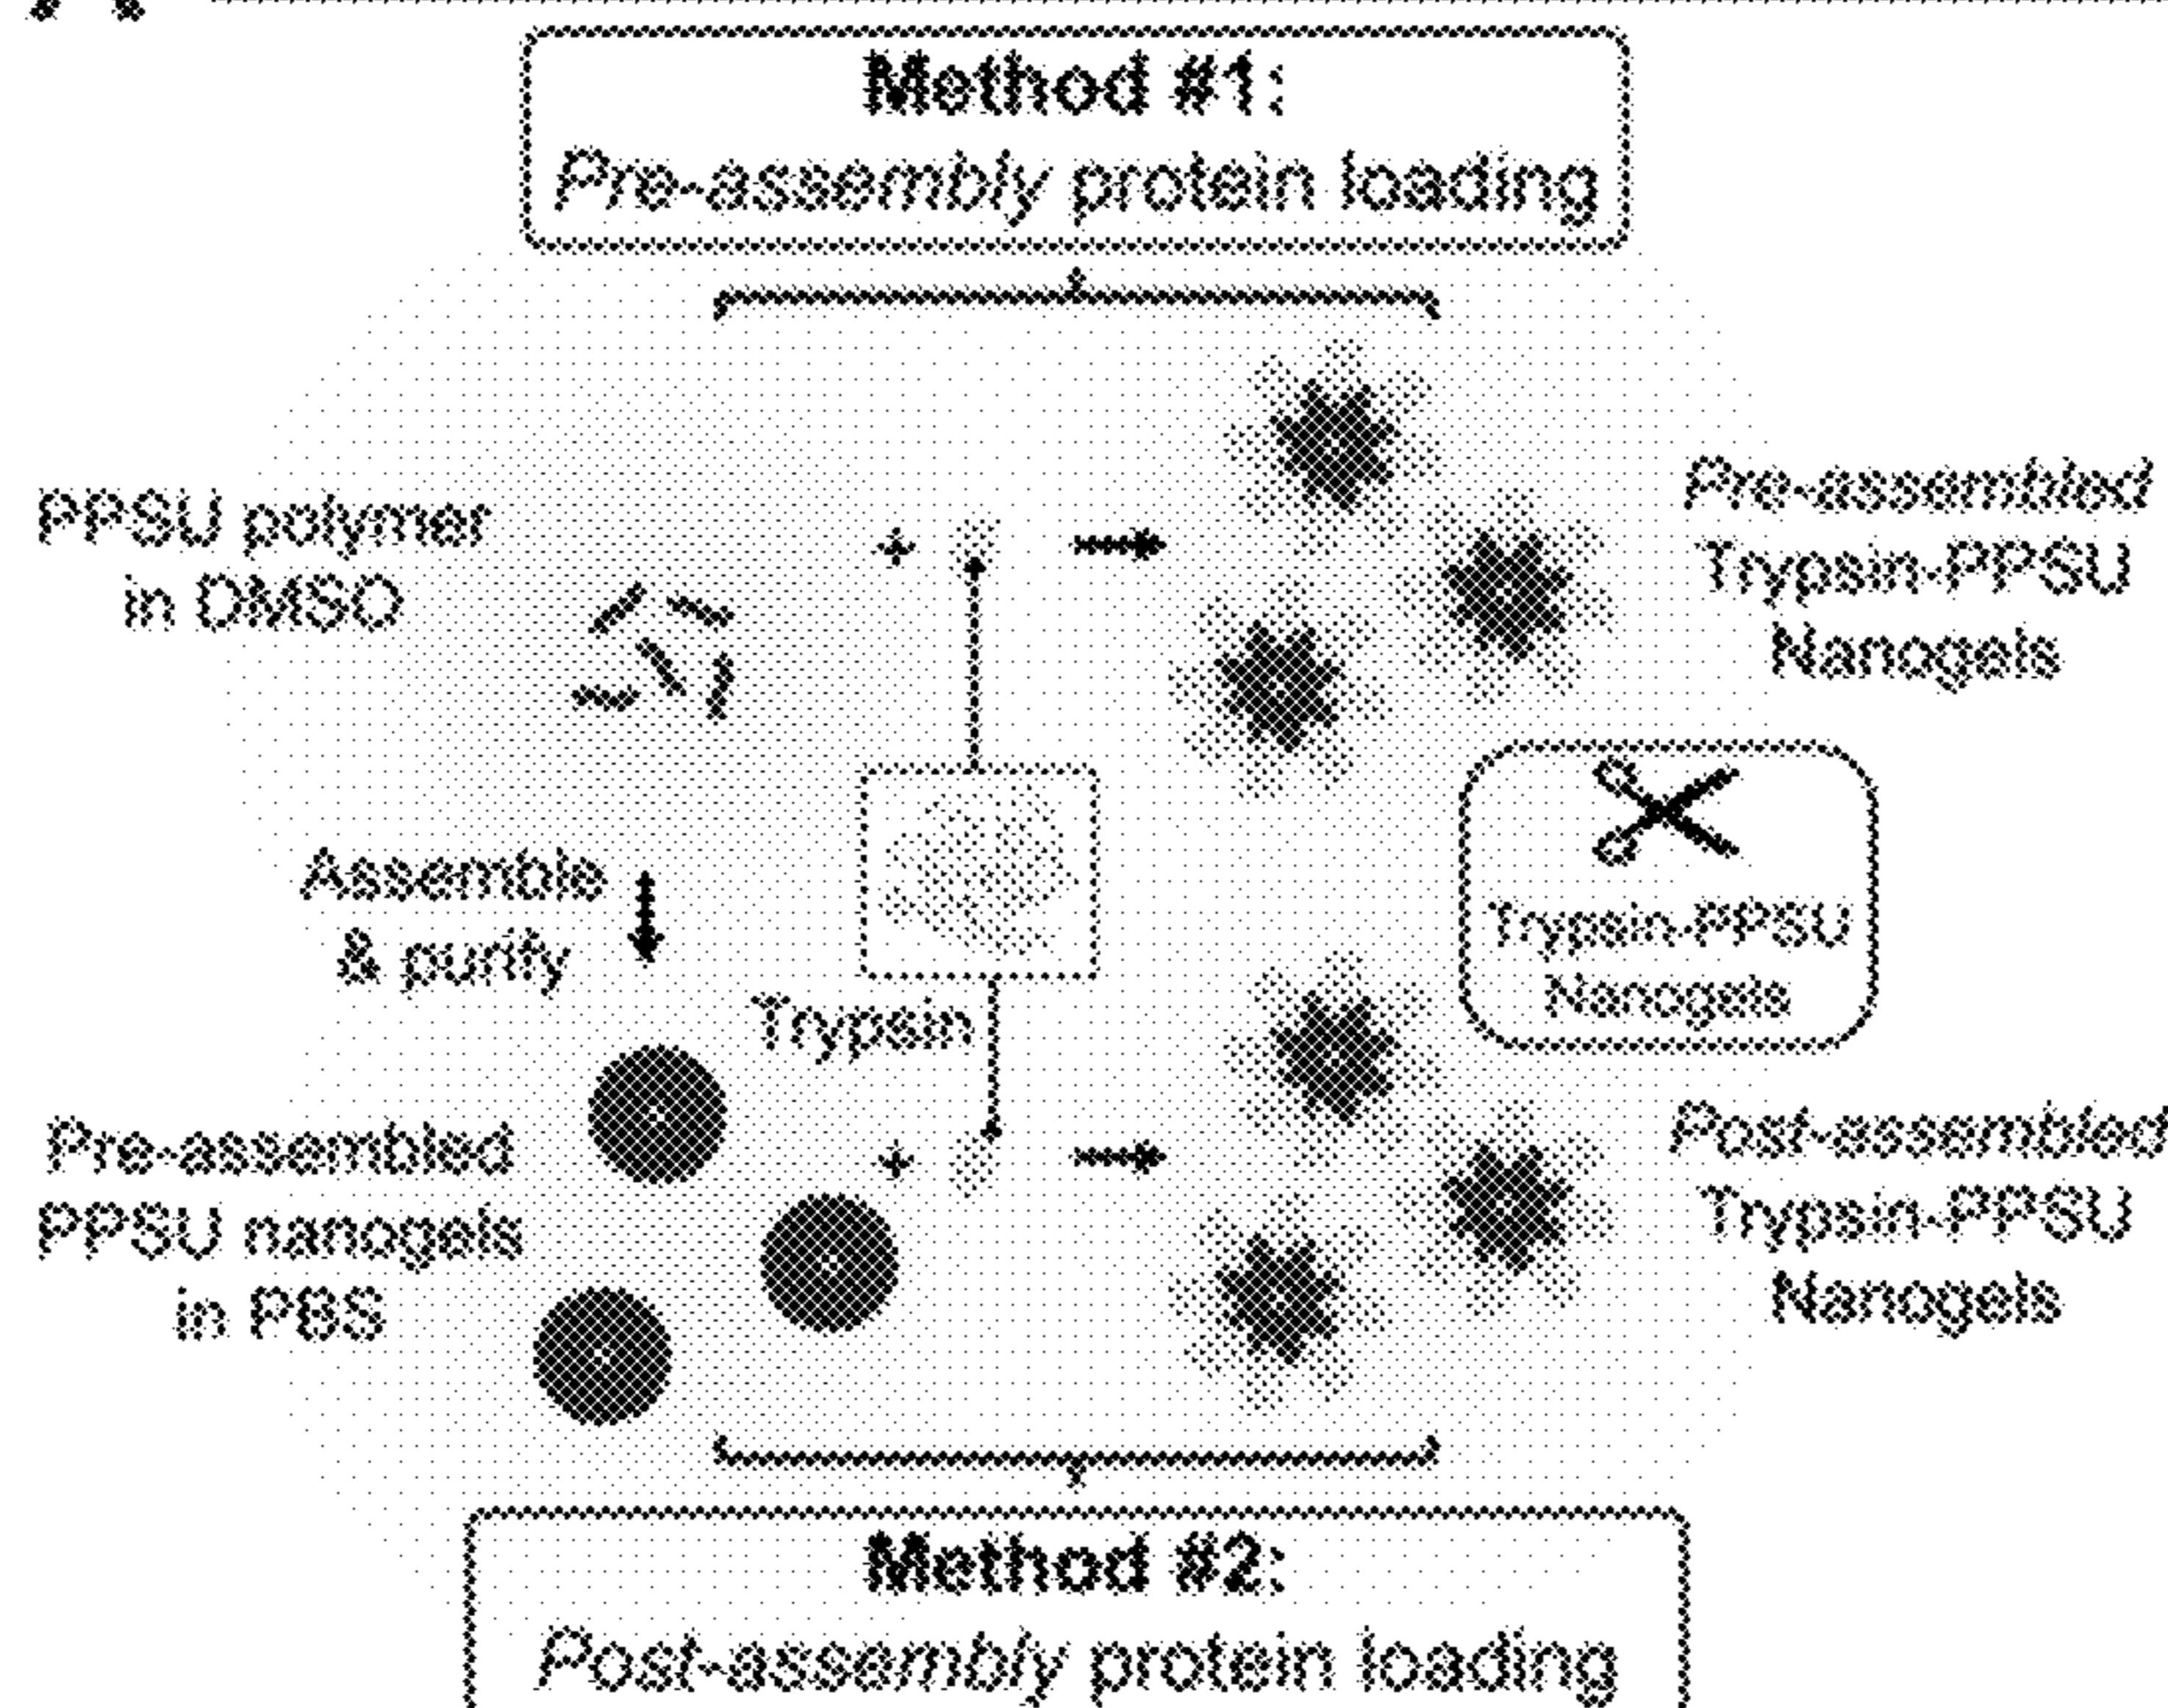 Method #1:
Pre-assembly protein loading
PPSU polymer
in DMSO
Pre-assembled
Trypsin-PPSU
Nanogels
Assemble
& purify
Trypsin
Trypsin-PPSU
Nanogels
Pre-assembled
PPSU nanogels
in PBS
Post-assembled
Trypsin-PPSU
Nanogels
Method #2:
Post-assembly protein loading